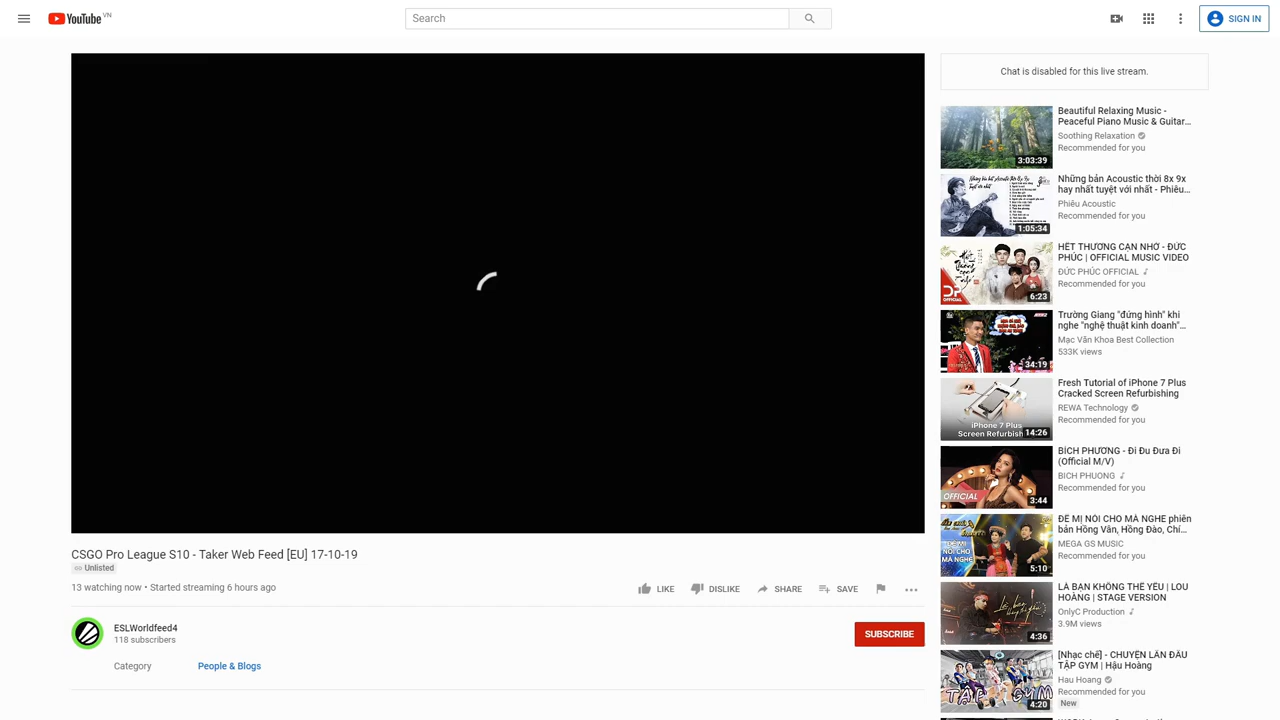 YouTube VN
Search
SIGN IN
Chat is disabled for this live stream.
Beautiful Relaxing Music -
Peaceful Piano Music & Guitar...
Soothing Relaxation
Recommended for you
3:03:39
Những bản Acoustic thời 8x 9x
hay nhất tuyệt với nhất - Phiêu...
Phiêu Acoustic
Recommended for you
1:05:34
HẾT THƯƠNG CẠN NHỚ - ĐỨC
PHÚC | OFFICIAL MUSIC VIDEO
ĐỨC PHÚC OFFICIAL
Recommended for you
OFFICIAL
6:23
Trường Giang "đứng hình" khi
nghe "nghệ thuật kinh doanh"...
Mạc Văn Khoa Best Collection
533K views
34:19
Fresh Tutorial of iPhone 7 Plus
Cracked Screen Refurbishing
REWA Technology
Recommended for you
iPhone 7 Plus
Screen Refurbish
14:26
BÍCH PHƯƠNG - Đi Đu Đưa Đi
(Official M/V)
BICH PHUONG
Recommended for you
OFFICIAL
3:44
ĐỂ MỊ NÓI CHO MÀ NGHE phiên
bản Hồng Vân, Hồng Đào, Chí...
MEGA GS MUSIC
Recommended for you
5:10
LÀ BẠN KHÔNG THỂ YÊU | LOU
HOÀNG | STAGE VERSION
OnlyC Production
3.9M views
4:36
[Nhạc chế] - CHUYỆN LẦN ĐẦU
TẬP GYM | Hậu Hoàng
Hau Hoang
Recommended for you
New
TẬP GYM
4:20
CSGO Pro League S10 - Taker Web Feed [EU] 17-10-19
Unlisted
13 watching now • Started streaming 6 hours ago
LIKE
DISLIKE
SHARE
SAVE
ESLWorldfeed4
118 subscribers
SUBSCRIBE
Category
People & Blogs